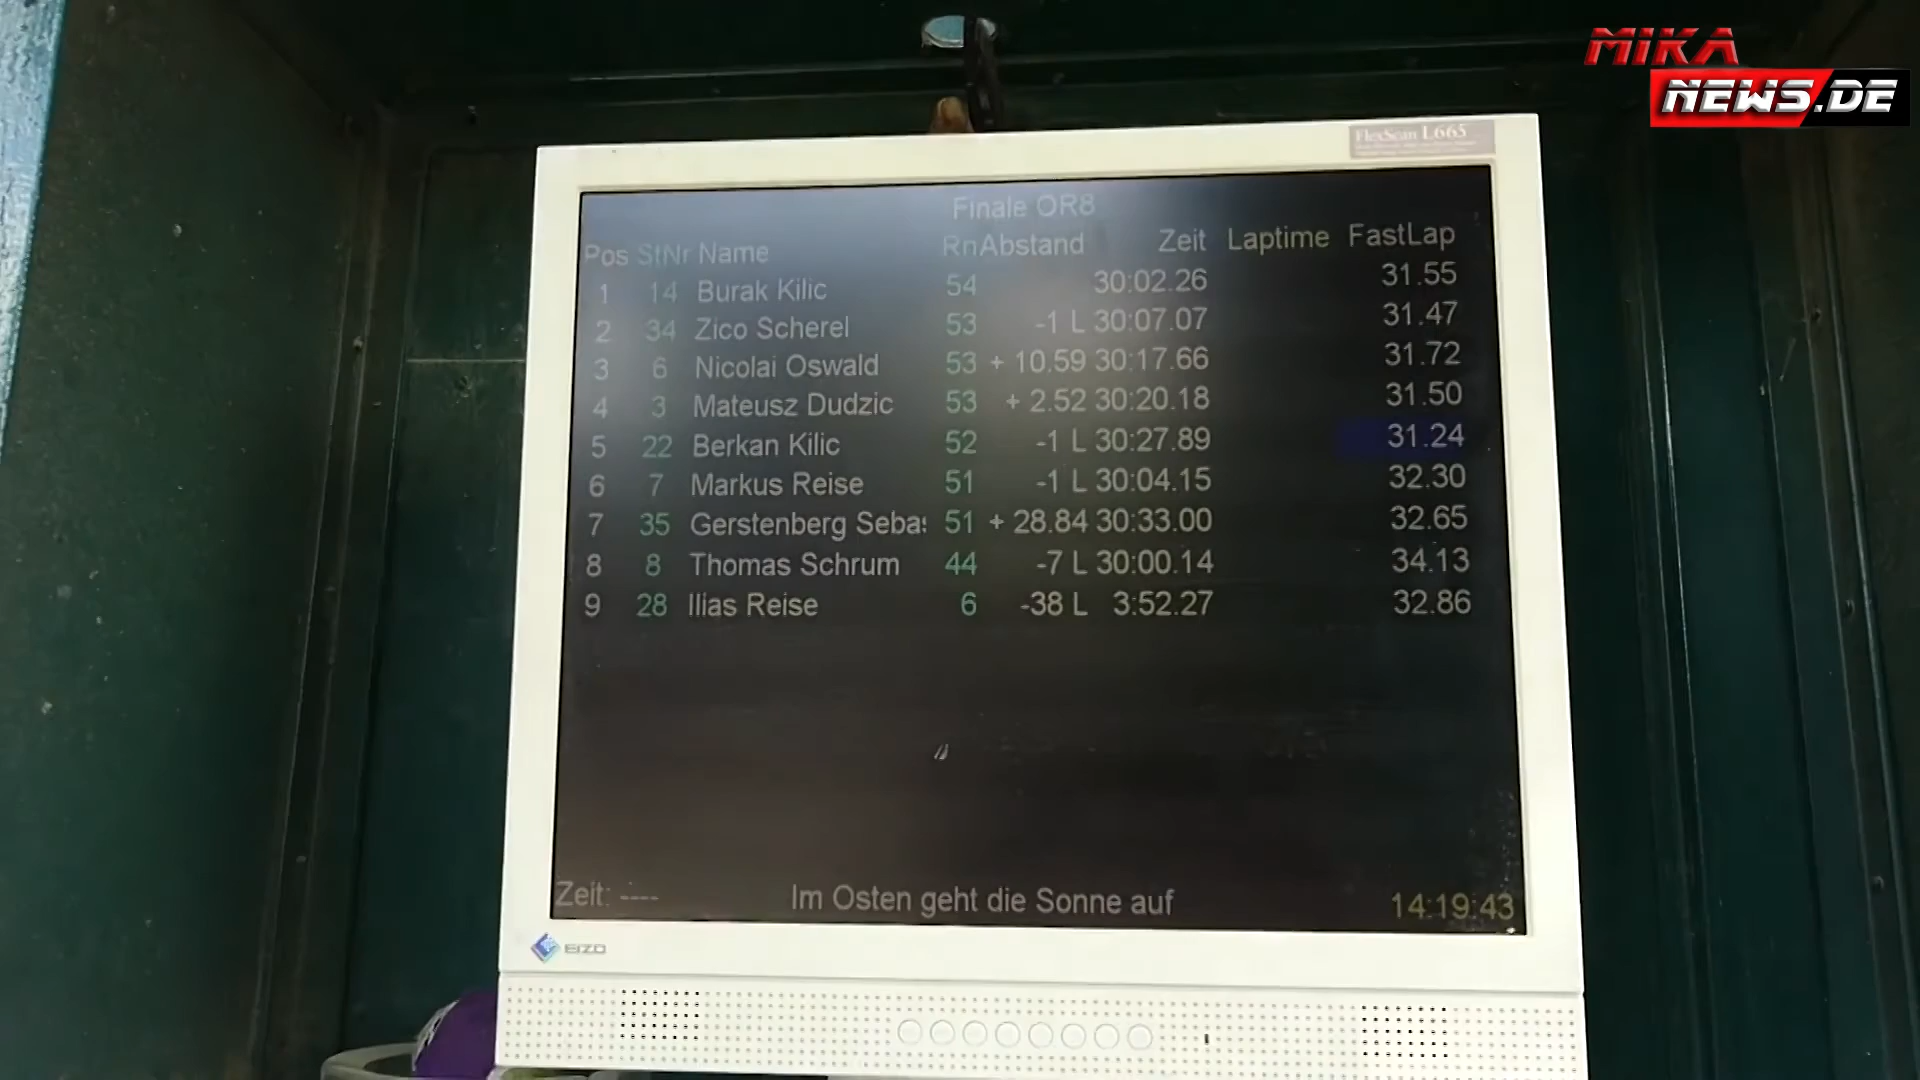 MIKA
NEWS.DE
FlexScan L665
Finale OR8
Pos StNr Name RnAbstand Zeit Laptime FastLap
1 14 Burak Kilic 54 30:02.26 31.55
2 34 Zico Scherel 53 -1 L 30:07.07 31.47
3 6 Nicolai Oswald 53 + 10.59 30:17.66 31.72
4 3 Mateusz Dudzic 53 + 2.52 30:20.18 31.50
5 22 Berkan Kilic 52 -1 L 30:27.89 31.24
6 7 Markus Reise 51 -1 L 30:04.15 32.30
7 35 Gerstenberg Seba 51 + 28.84 30:33.00 32.65
8 8 Thomas Schrum 44 -7 L 30:00.14 34.13
9 28 Ilias Reise 6 -38 L 3:52.27 32.86
Zeit: ---- Im Osten geht die Sonne auf 14:19:43
EIZO